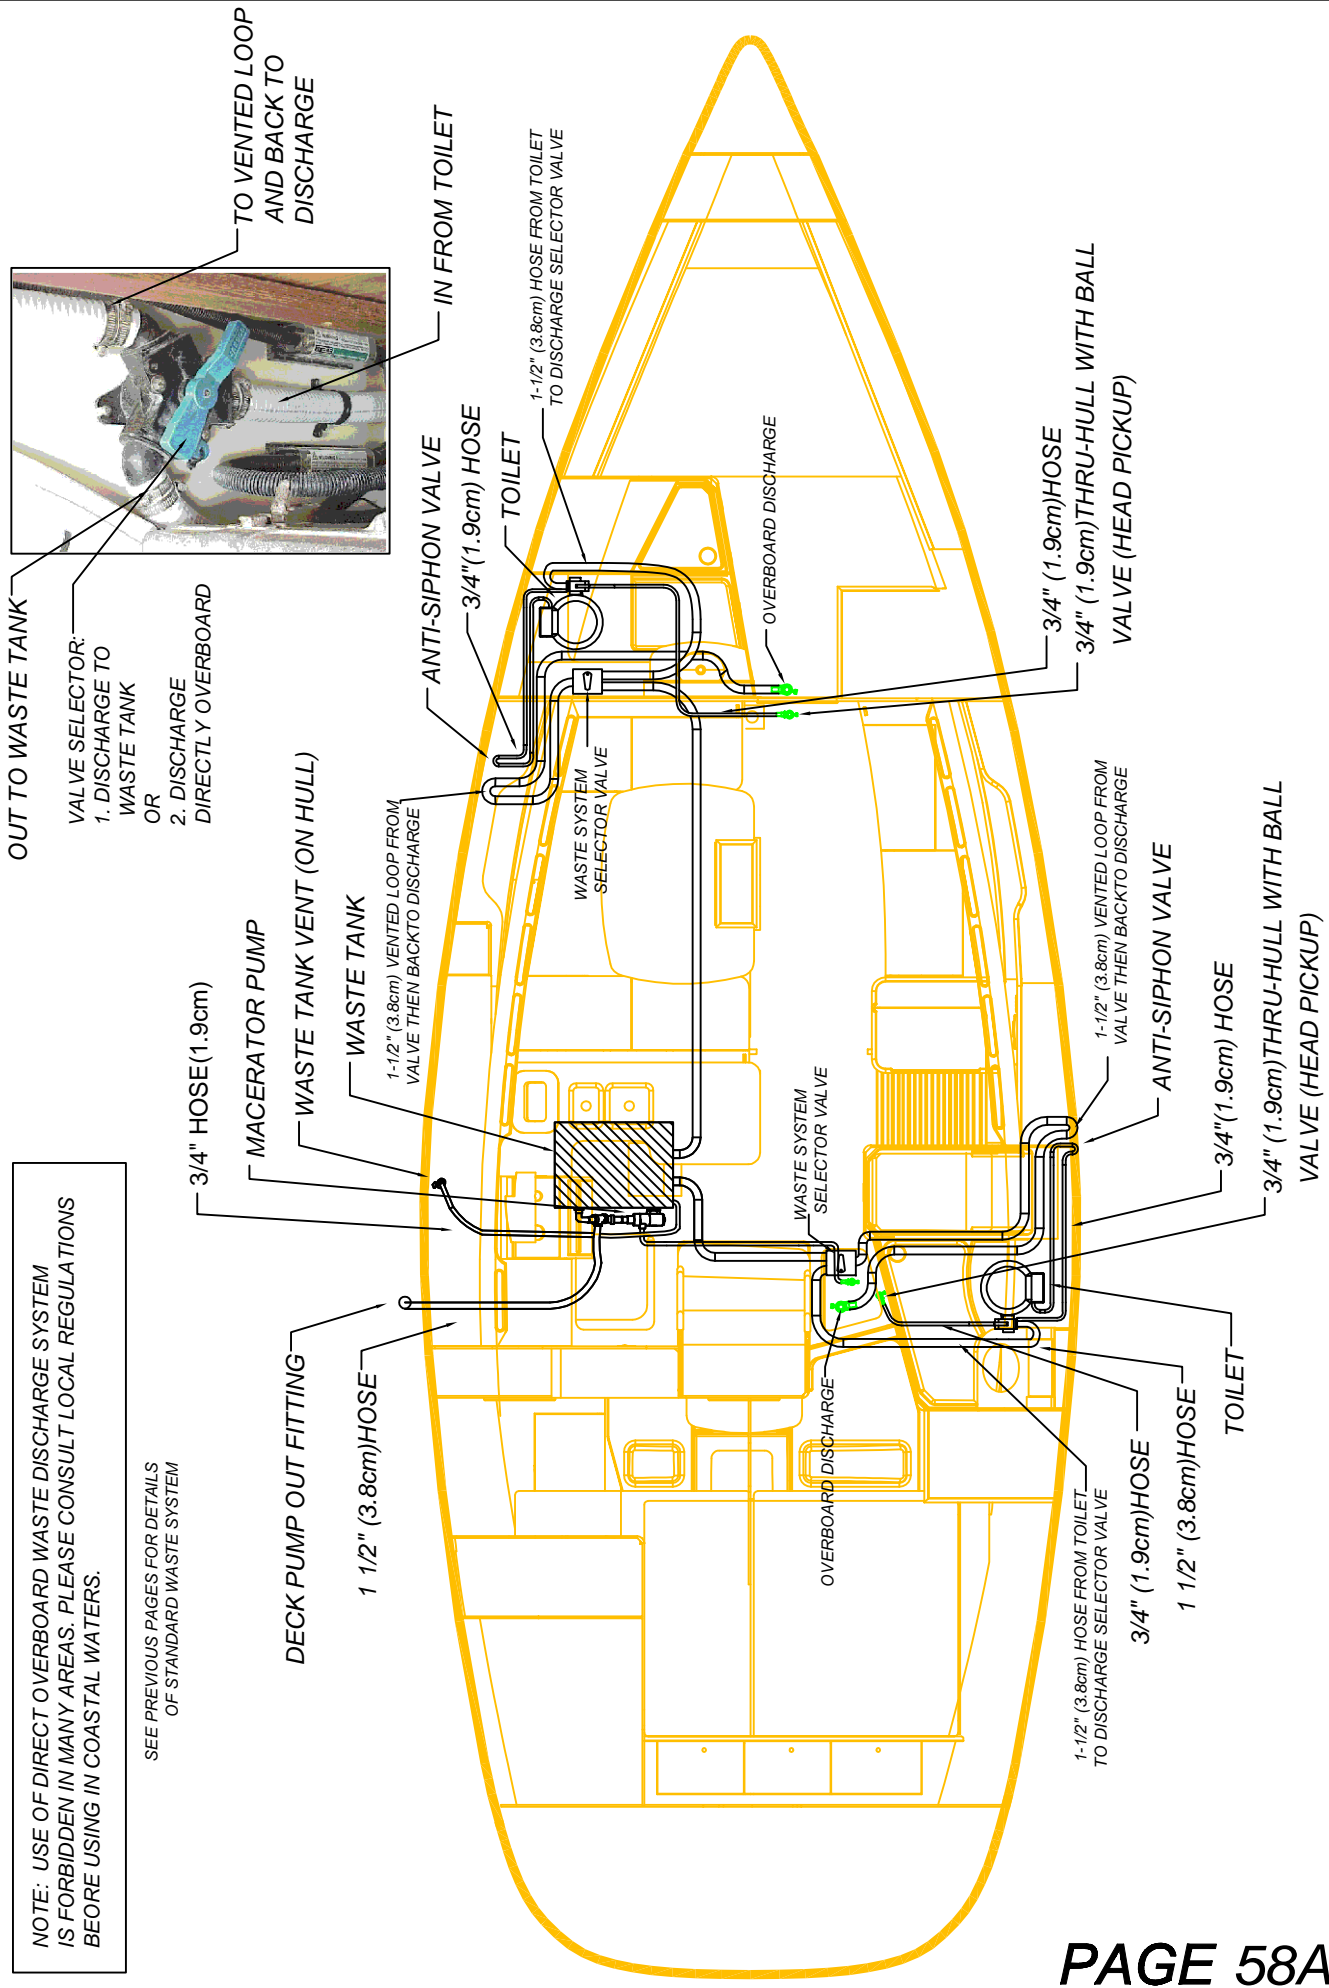 NOTE: USE OF DIRECT OVERBOARD WASTE DISCHARGE SYSTEM
IS FORBIDDEN IN MANY AREAS. PLEASE CONSULT LOCAL REGULATIONS
BEORE USING IN COASTAL WATERS.
SEE PREVIOUS PAGES FOR DETAILS
OF STANDARD WASTE SYSTEM
OUT TO WASTE TANK
VALVE SELECTOR:
1. DISCHARGE TO
WASTE TANK
OR
2. DISCHARGE
DIRECTLY OVERBOARD
TO VENTED LOOP
AND BACK TO
DISCHARGE
IN FROM TOILET
3/4" HOSE(1.9cm)
MACERATOR PUMP
WASTE TANK VENT (ON HULL)
WASTE TANK
1-1/2" (3.8cm) VENTED LOOP FROM
VALVE THEN BACKTO DISCHARGE
ANTI-SIPHON VALVE
3/4"(1.9cm) HOSE
TOILET
1-1/2" (3.8cm) HOSE FROM TOILET
TO DISCHARGE SELECTOR VALVE
DECK PUMP OUT FITTING
1 1/2" (3.8cm)HOSE
WASTE SYSTEM
SELECTOR VALVE
OVERBOARD DISCHARGE
3/4" (1.9cm)HOSE
3/4" (1.9cm)THRU-HULL WITH BALL
VALVE (HEAD PICKUP)
WASTE SYSTEM
SELECTOR VALVE
OVERBOARD DISCHARGE
1-1/2" (3.8cm) VENTED LOOP FROM
VALVE THEN BACKTO DISCHARGE
ANTI-SIPHON VALVE
3/4"(1.9cm) HOSE
3/4" (1.9cm)THRU-HULL WITH BALL
VALVE (HEAD PICKUP)
1-1/2" (3.8cm) HOSE FROM TOILET
TO DISCHARGE SELECTOR VALVE
3/4" (1.9cm)HOSE
1 1/2" (3.8cm)HOSE
TOILET
PAGE 58A